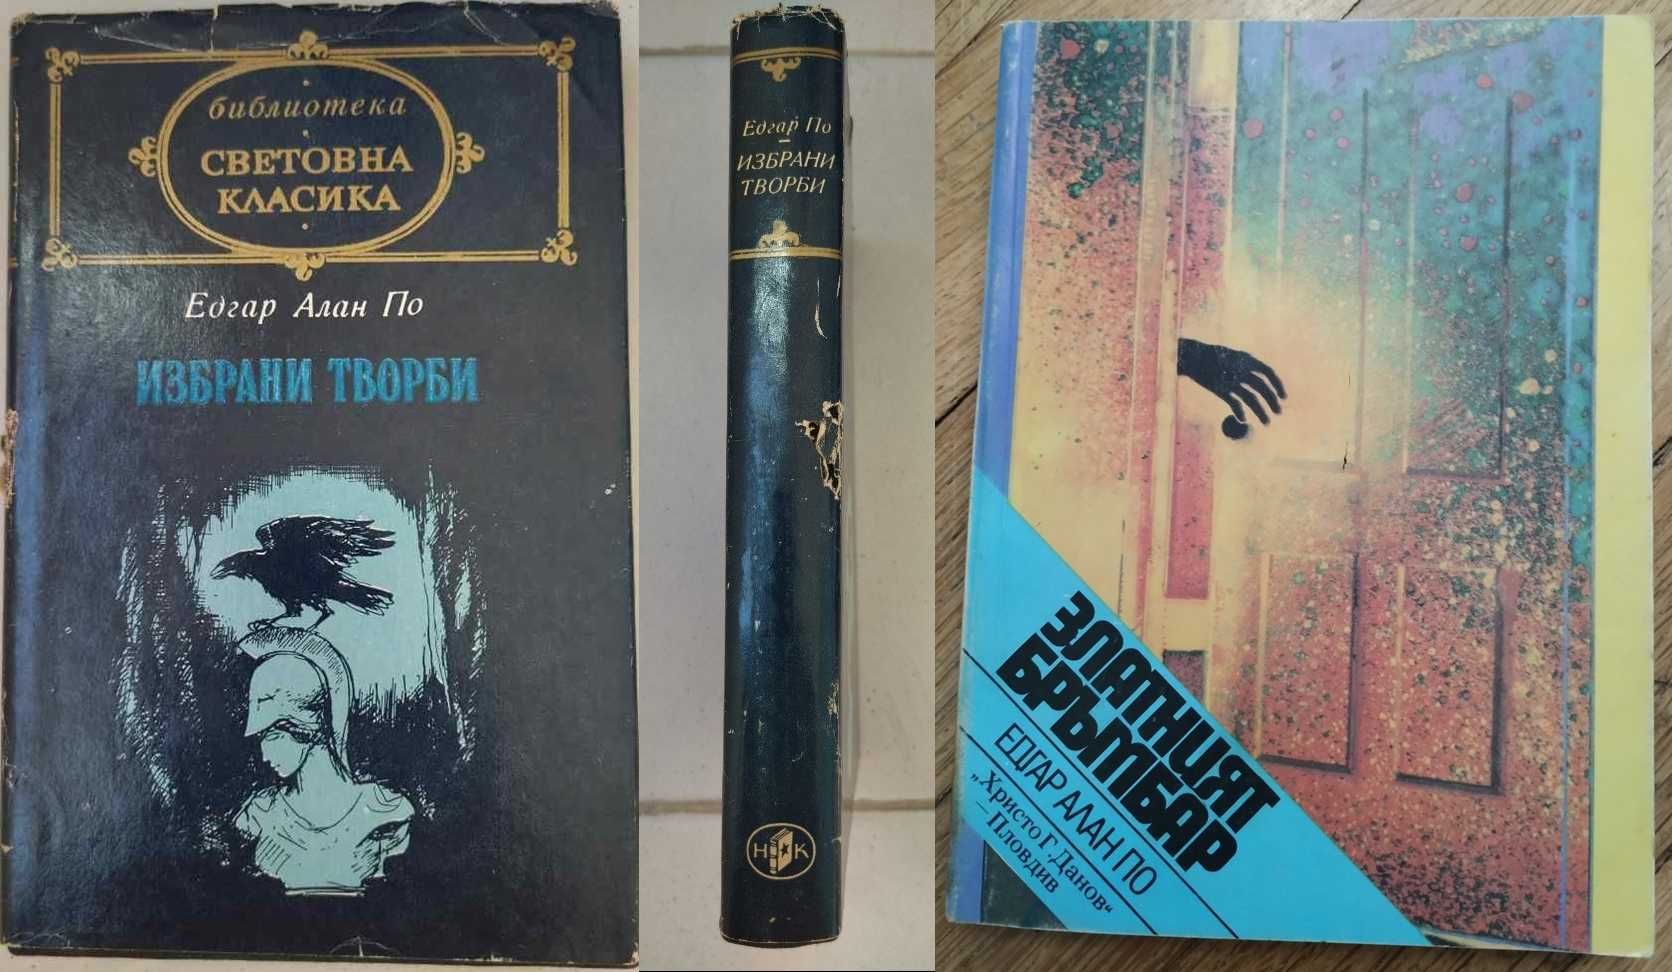 библиотека
СВЕТОВНА
КЛАСИКА
Едгар Алан По
ИЗБРАНИ ТВОРБИ
Едгар По
ИЗБРАНИ
ТВОРБИ
Н К
ЗЛАТНИЯТ
БРЪМБАР
ЕДГАР АЛАН ПО
„Христо Г. Данов“
— Пловдив